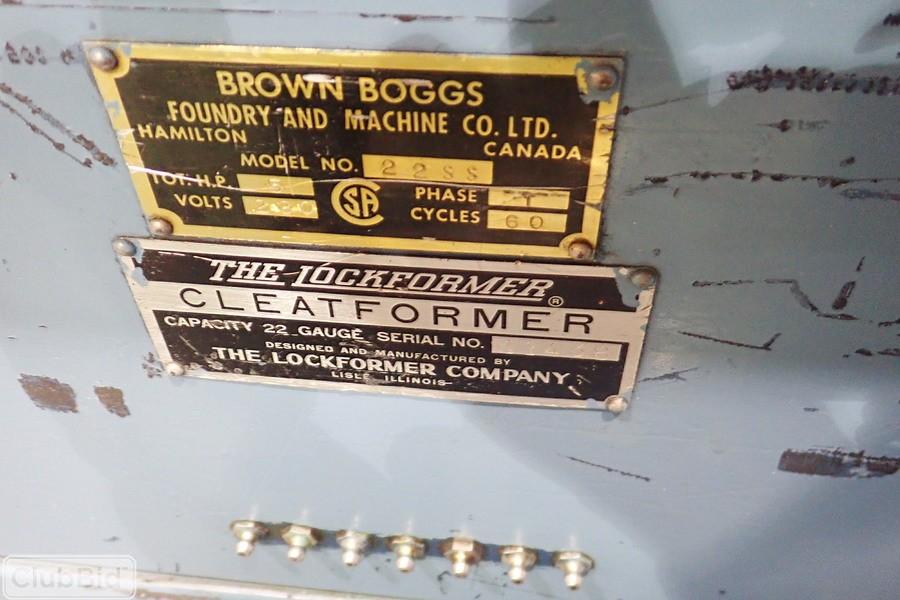 BROWN BOGGS
FOUNDRY AND MACHINE CO. LTD.
HAMILTON CANADA
MODEL NO. 22SS
TOT. H.P.
VOLTS CSA PHASE
CYCLES 60
THE LOCKFORMER ®
CLEATFORMER
CAPACITY 22 GAUGE SERIAL NO.
DESIGNED AND MANUFACTURED BY
THE LOCKFORMER COMPANY
LISLE ILLINOIS
ClubBid